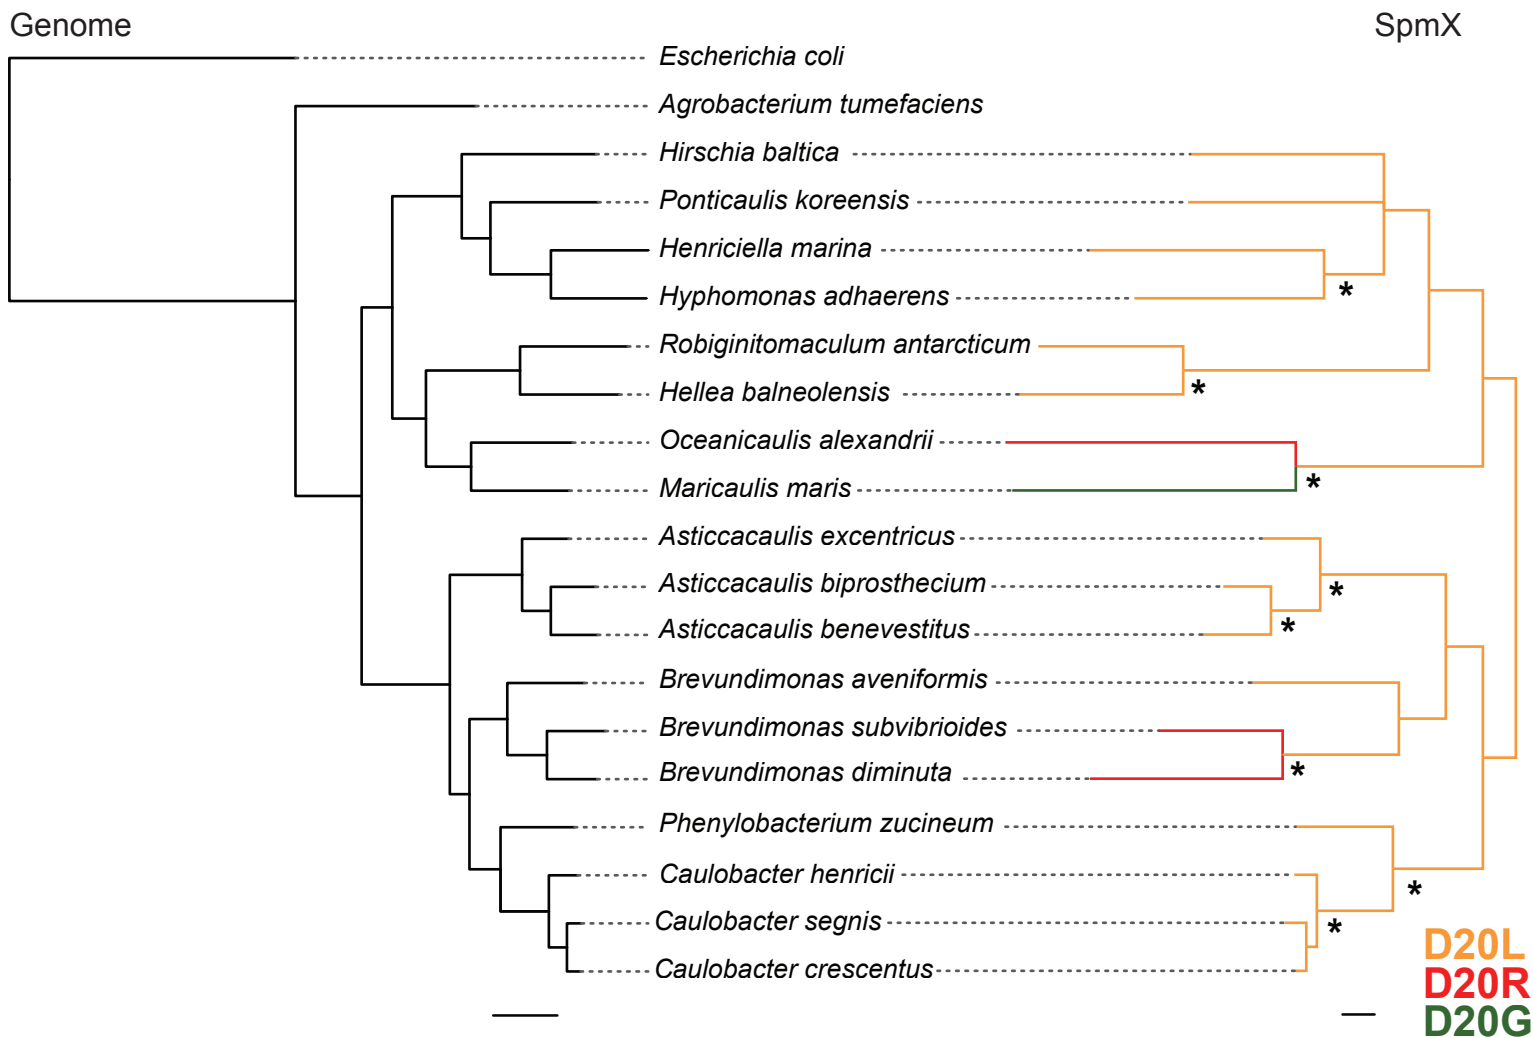 Genome
SpmX
Escherichia coli
Agrobacterium tumefaciens
Hirschia baltica
Ponticaulis koreensis
Henriciella marina
Hyphomonas adhaerens
*
Robiginitomaculum antarcticum
Hellea balneolensis
*
Oceanicaulis alexandrii
Maricaulis maris
*
Asticcacaulis excentricus
Asticcacaulis biprosthecium
*
Asticcacaulis benevestitus
*
Brevundimonas aveniformis
Brevundimonas subvibrioides
Brevundimonas diminuta
*
Phenylobacterium zucineum
Caulobacter henricii
*
Caulobacter segnis
*
Caulobacter crescentus
D20L
D20R
D20G